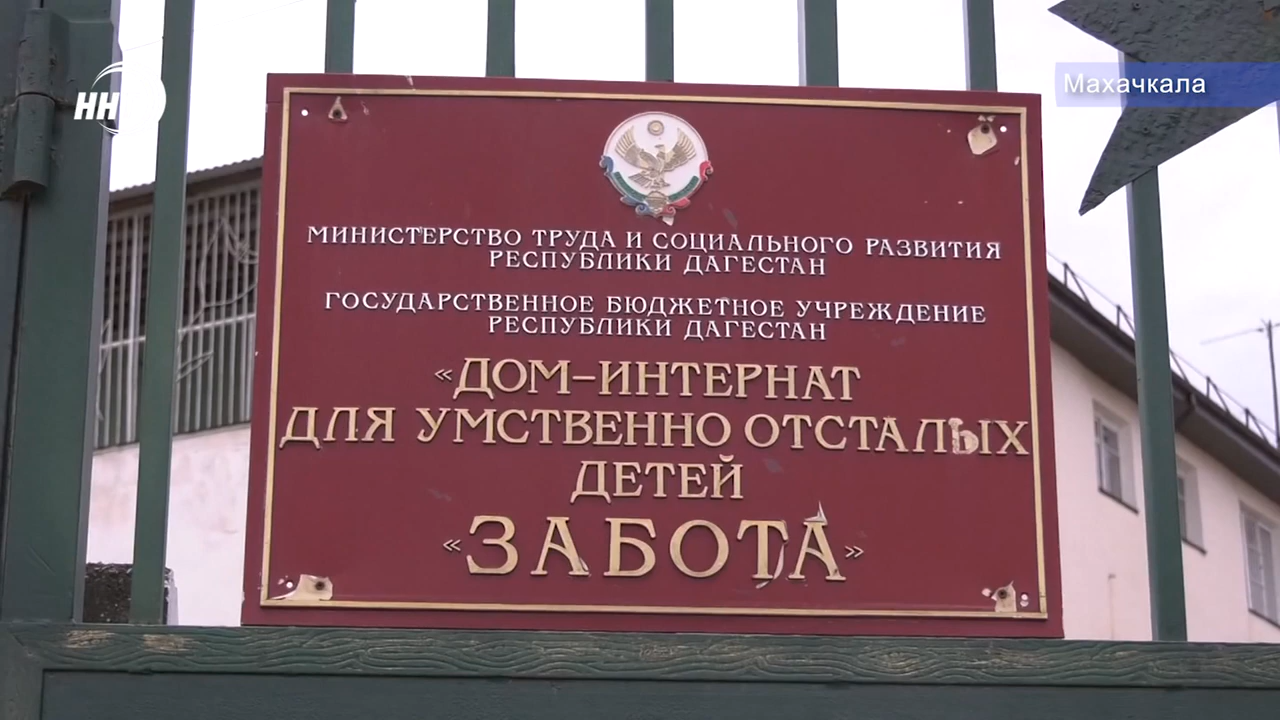 НН
Махачкала
МИНИСТЕРСТВО ТРУДА И СОЦИАЛЬНОГО РАЗВИТИЯ
РЕСПУБЛИКИ ДАГЕСТАН
ГОСУДАРСТВЕННОЕ БЮДЖЕТНОЕ УЧРЕЖДЕНИЕ
РЕСПУБЛИКИ ДАГЕСТАН
«ДОМ-ИНТЕРНАТ
ДЛЯ УМСТВЕННО ОТСТАЛЫХ
ДЕТЕЙ
«ЗАБОТА»